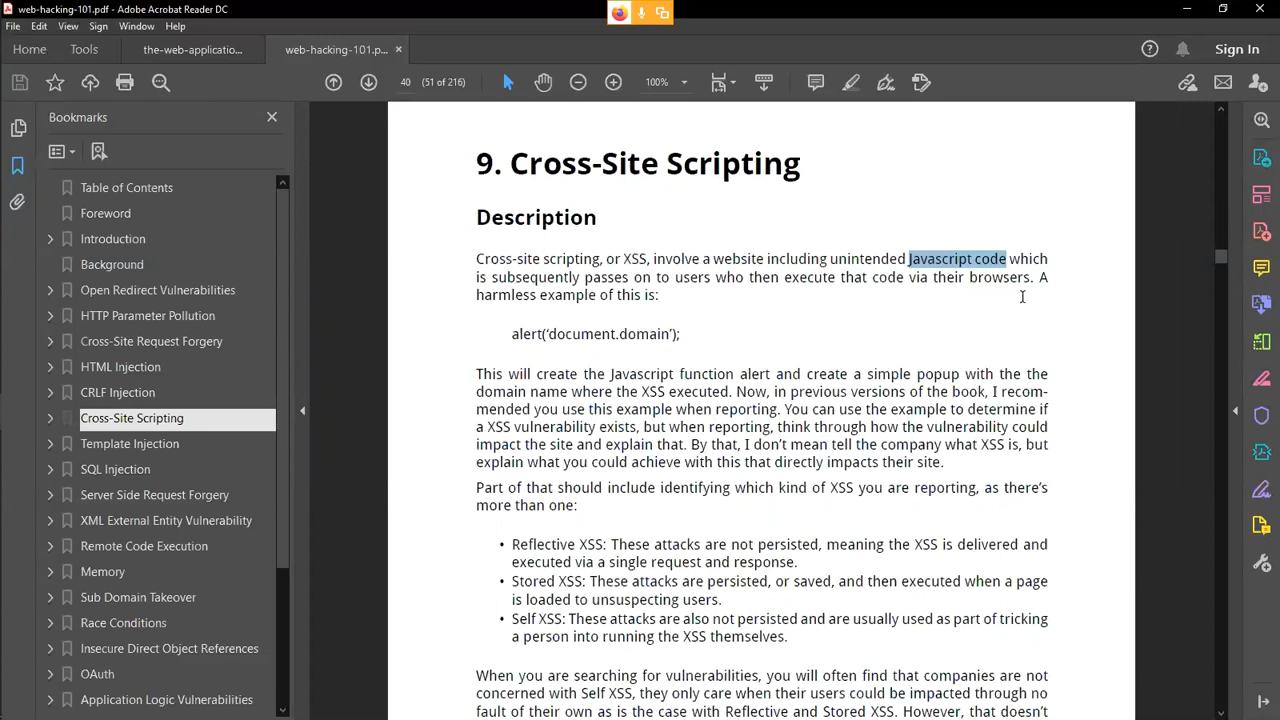 web-hacking-101.pdf - Adobe Acrobat Reader DC
File Edit View Sign Window Help
Home Tools the-web-applicatio... web-hacking-101.p... × Sign In
40 (51 of 216) 100%
Bookmarks
Table of Contents
Foreword
Introduction
Background
Open Redirect Vulnerabilities
HTTP Parameter Pollution
Cross-Site Request Forgery
HTML Injection
CRLF Injection
Cross-Site Scripting
Template Injection
SQL Injection
Server Side Request Forgery
XML External Entity Vulnerability
Remote Code Execution
Memory
Sub Domain Takeover
Race Conditions
Insecure Direct Object References
OAuth
Application Logic Vulnerabilities
9. Cross-Site Scripting
Description
Cross-site scripting, or XSS, involve a website including unintended Javascript code which
is subsequently passes on to users who then execute that code via their browsers. A
harmless example of this is:
alert(‘document.domain’);
This will create the Javascript function alert and create a simple popup with the the
domain name where the XSS executed. Now, in previous versions of the book, I recom-
mended you use this example when reporting. You can use the example to determine if
a XSS vulnerability exists, but when reporting, think through how the vulnerability could
impact the site and explain that. By that, I don’t mean tell the company what XSS is, but
explain what you could achieve with this that directly impacts their site.
Part of that should include identifying which kind of XSS you are reporting, as there’s
more than one:
• Reflective XSS: These attacks are not persisted, meaning the XSS is delivered and
executed via a single request and response.
• Stored XSS: These attacks are persisted, or saved, and then executed when a page
is loaded to unsuspecting users.
• Self XSS: These attacks are also not persisted and are usually used as part of tricking
a person into running the XSS themselves.
When you are searching for vulnerabilities, you will often find that companies are not
concerned with Self XSS, they only care when their users could be impacted through no
fault of their own as is the case with Reflective and Stored XSS. However, that doesn’t